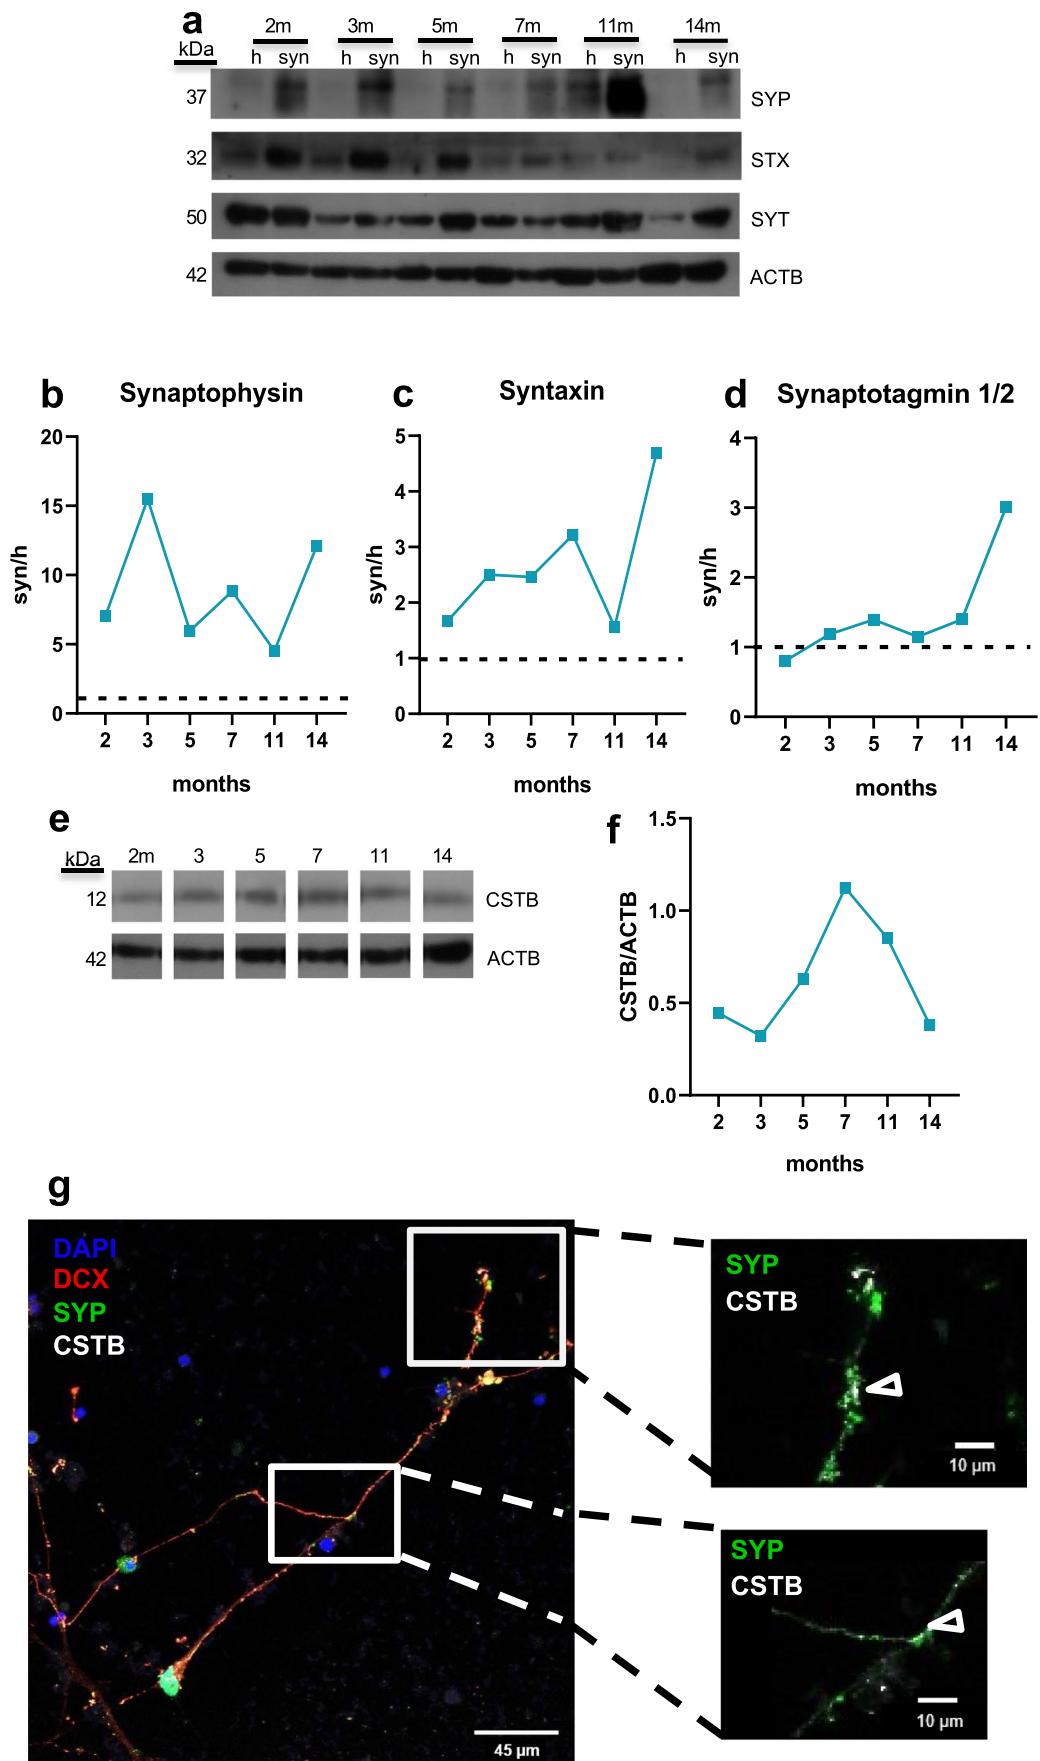 a
2m 3m 5m 7m 11m 14m
kDa
h syn h syn h syn h syn h syn h syn
37 SYP
32 STX
50 SYT
42 ACTB
b Synaptophysin
syn/h
20
15
10
5
0
2 3 5 7 11 14
months
c Syntaxin
syn/h
5
4
3
2
1
0
2 3 5 7 11 14
months
d Synaptotagmin 1/2
syn/h
4
3
2
1
0
2 3 5 7 11 14
months
e
kDa 2m 3 5 7 11 14
12 CSTB
42 ACTB
f
CSTB/ACTB
1.5
1.0
0.5
0.0
2 3 5 7 11 14
months
g
DAPI
DCX
SYP
CSTB
45 µm
SYP
CSTB
10 µm
SYP
CSTB
10 µm